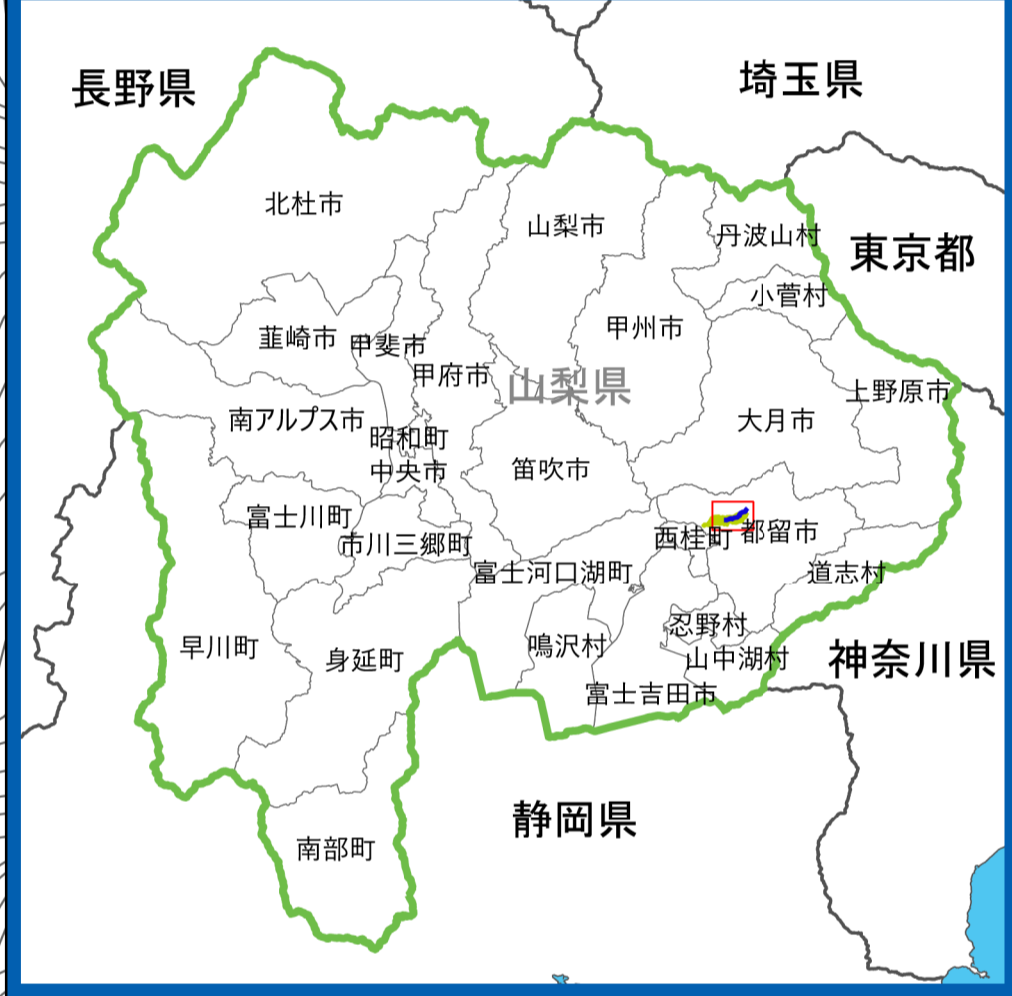 長野県
埼玉県
北杜市
山梨市
丹波山村
東京都
小菅村
韮崎市
甲斐市
甲州市
甲府市
山梨県
上野原市
南アルプス市
昭和町
大月市
中央市
笛吹市
富士川町
市川三郷町
西桂町
都留市
富士河口湖町
道志村
早川町
身延町
鳴沢村
忍野村
山中湖村
神奈川県
富士吉田市
静岡県
南部町